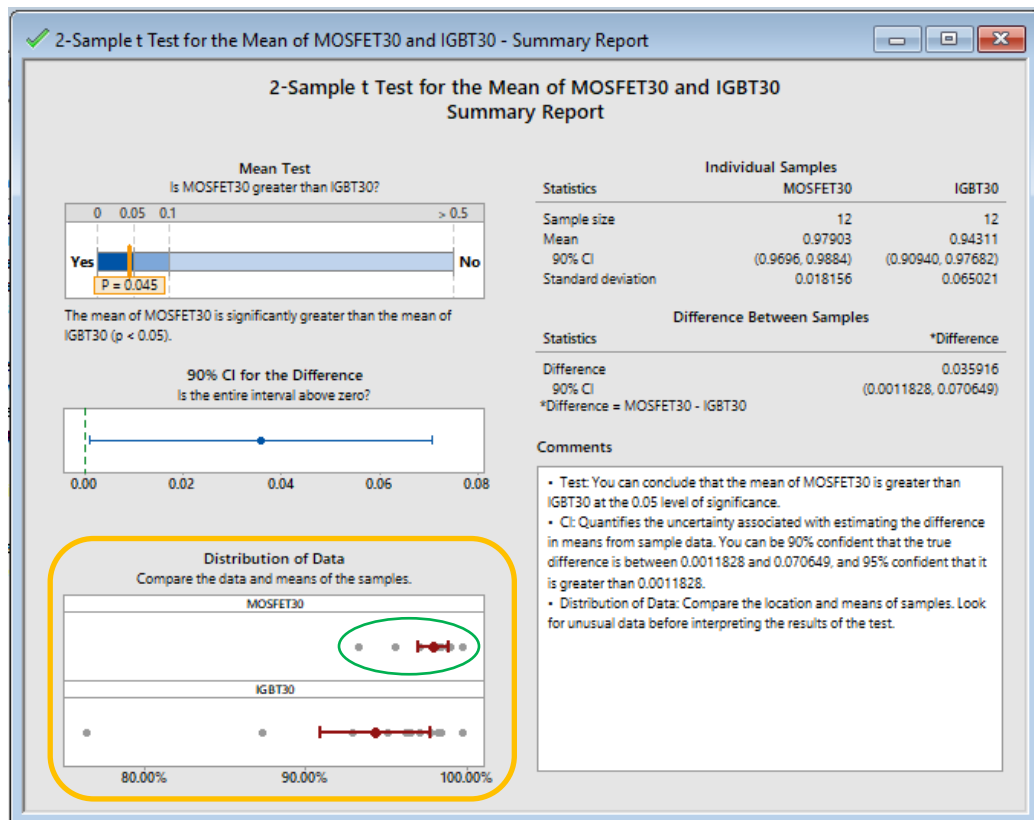 2-Sample t Test for the Mean of MOSFET30 and IGBT30 - Summary Report
2-Sample t Test for the Mean of MOSFET30 and IGBT30
Summary Report
Mean Test
Is MOSFET30 greater than IGBT30?
0 0.05 0.1 > 0.5
Yes No
P = 0.045
The mean of MOSFET30 is significantly greater than the mean of
IGBT30 (p < 0.05).
90% CI for the Difference
Is the entire interval above zero?
0.00 0.02 0.04 0.06 0.08
Distribution of Data
Compare the data and means of the samples.
MOSFET30
IGBT30
80.00% 90.00% 100.00%
Individual Samples
Statistics MOSFET30 IGBT30
Sample size 12 12
Mean 0.97903 0.94311
90% CI (0.9696, 0.9884) (0.90940, 0.97682)
Standard deviation 0.018156 0.065021
Difference Between Samples
Statistics *Difference
Difference 0.035916
90% CI (0.0011828, 0.070649)
*Difference = MOSFET30 - IGBT30
Comments
• Test: You can conclude that the mean of MOSFET30 is greater than
IGBT30 at the 0.05 level of significance.
• CI: Quantifies the uncertainty associated with estimating the difference
in means from sample data. You can be 90% confident that the true
difference is between 0.0011828 and 0.070649, and 95% confident that it
is greater than 0.0011828.
• Distribution of Data: Compare the location and means of samples. Look
for unusual data before interpreting the results of the test.